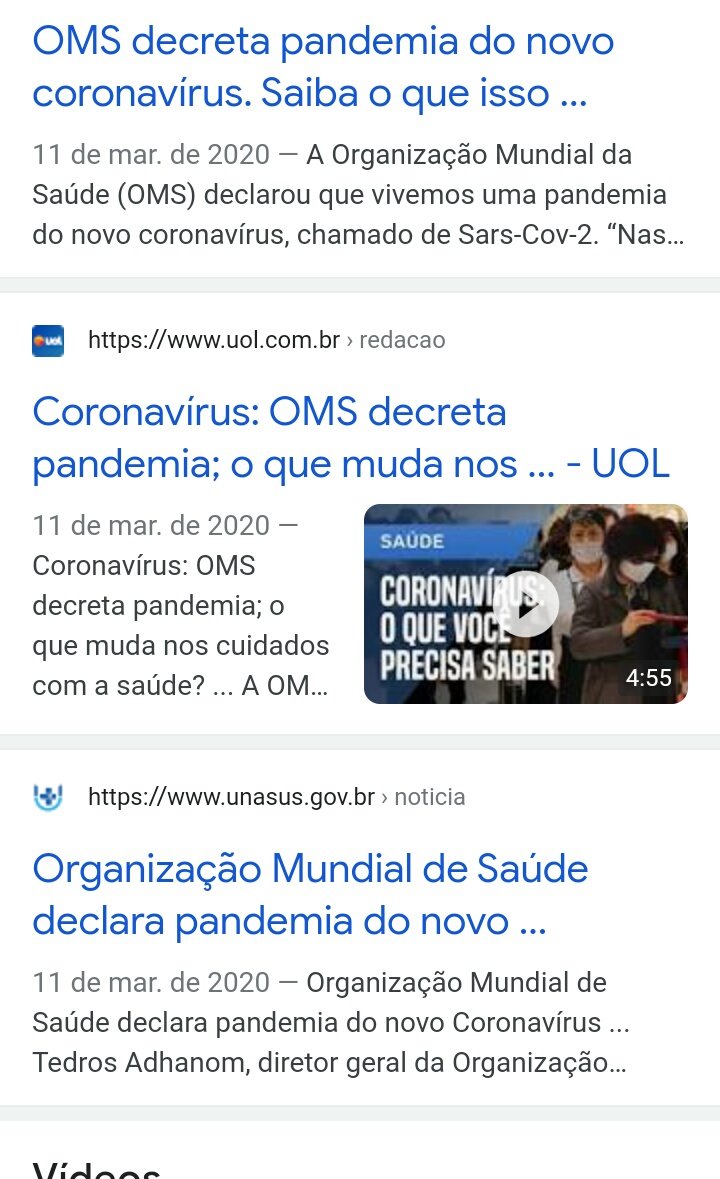 OMS decreta pandemia do novo
coronavírus. Saiba o que isso ...
11 de mar. de 2020 — A Organização Mundial da
Saúde (OMS) declarou que vivemos uma pandemia
do novo coronavírus, chamado de Sars-Cov-2. “Nas...
uol
https://www.uol.com.br › redacao
Coronavírus: OMS decreta
pandemia; o que muda nos ... - UOL
11 de mar. de 2020 —
Coronavírus: OMS
decreta pandemia; o
que muda nos cuidados
com a saúde? ... A OM...
SAÚDE
CORONAVÍRUS:
O QUE VOCÊ
PRECISA SABER
4:55
https://www.unasus.gov.br › noticia
Organização Mundial de Saúde
declara pandemia do novo ...
11 de mar. de 2020 — Organização Mundial de
Saúde declara pandemia do novo Coronavírus ...
Tedros Adhanom, diretor geral da Organização...
Vídeos